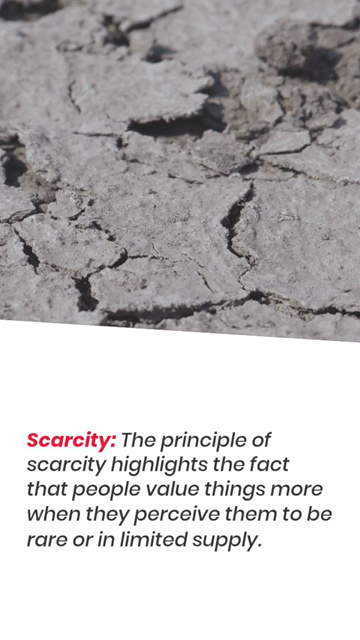 Scarcity: The principle of
scarcity highlights the fact
that people value things more
when they perceive them to be
rare or in limited supply.